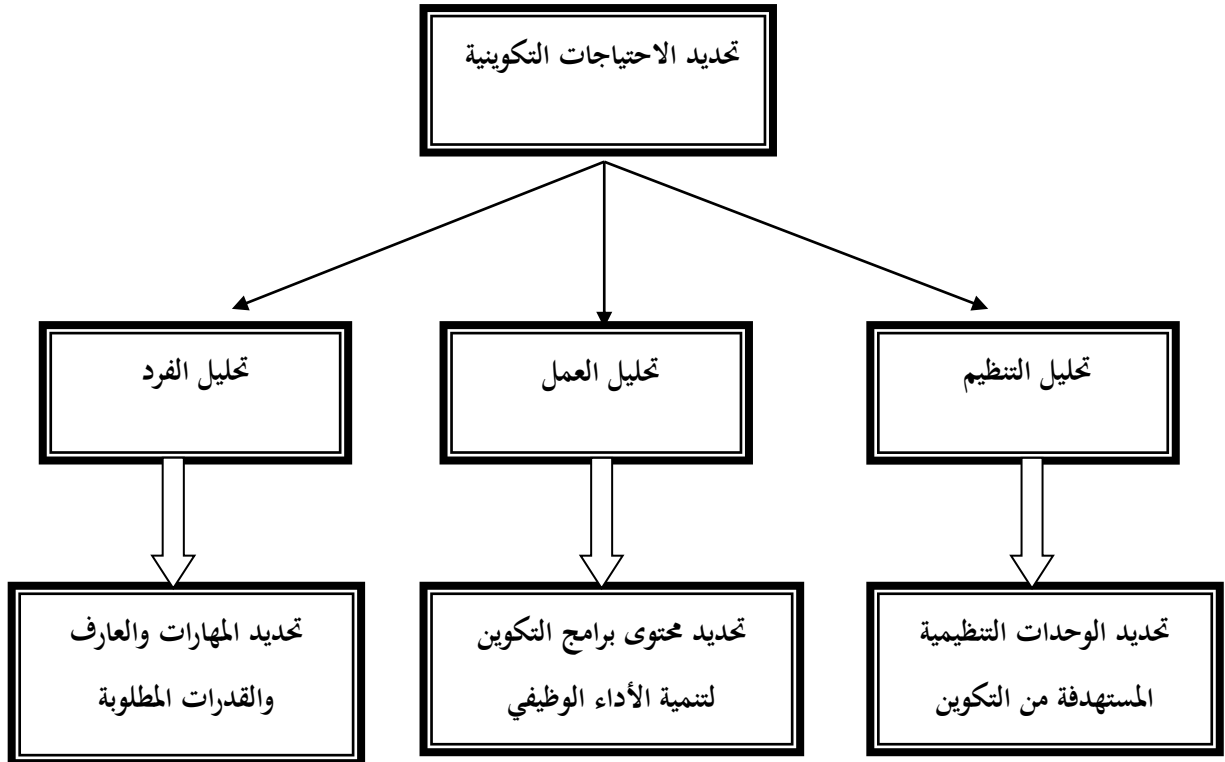 تحديد الاحتياجات التكوينية
تحليل التنظيم
تحليل العمل
تحليل الفرد
تحديد الوحدات التنظيمية
المستهدفة من التكوين
تحديد محتوى برامج التكوين
لتنمية الأداء الوظيفي
تحديد المهارات والعارف
والقدرات المطلوبة